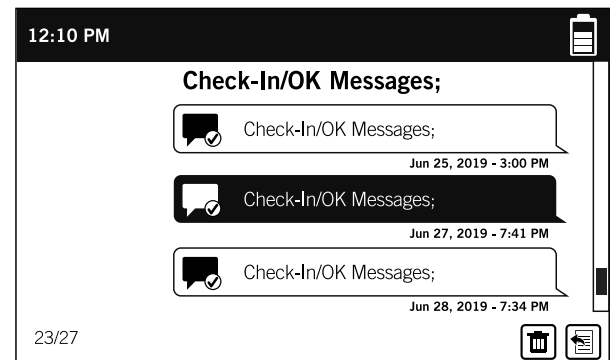 12:10 PM
Check-In/OK Messages;
Check-In/OK Messages;
Jun 25, 2019 - 3:00 PM
Check-In/OK Messages;
Jun 27, 2019 - 7:41 PM
Check-In/OK Messages;
Jun 28, 2019 - 7:34 PM
23/27